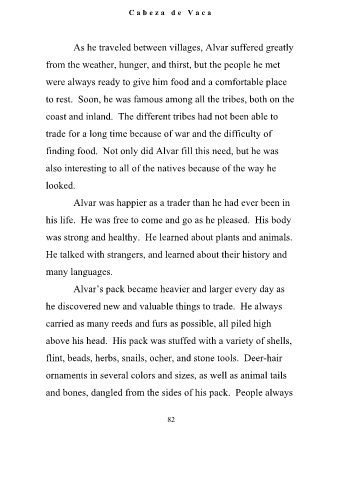 Cabeza de Vaca
As he traveled between villages, Alvar suffered greatly
from the weather, hunger, and thirst, but the people he met
were always ready to give him food and a comfortable place
to rest. Soon, he was famous among all the tribes, both on the
coast and inland. The different tribes had not been able to
trade for a long time because of war and the difficulty of
finding food. Not only did Alvar fill this need, but he was
also interesting to all of the natives because of the way he
looked.
Alvar was happier as a trader than he had ever been in
his life. He was free to come and go as he pleased. His body
was strong and healthy. He learned about plants and animals.
He talked with strangers, and learned about their history and
many languages.
Alvar's pack became heavier and larger every day as
he discovered new and valuable things to trade. He always
carried as many reeds and furs as possible, all piled high
above his head. His pack was stuffed with a variety of shells,
flint, beads, herbs, snails, ocher, and stone tools. Deer-hair
ornaments in several colors and sizes, as well as animal tails
and bones, dangled from the sides of his pack. People always
82